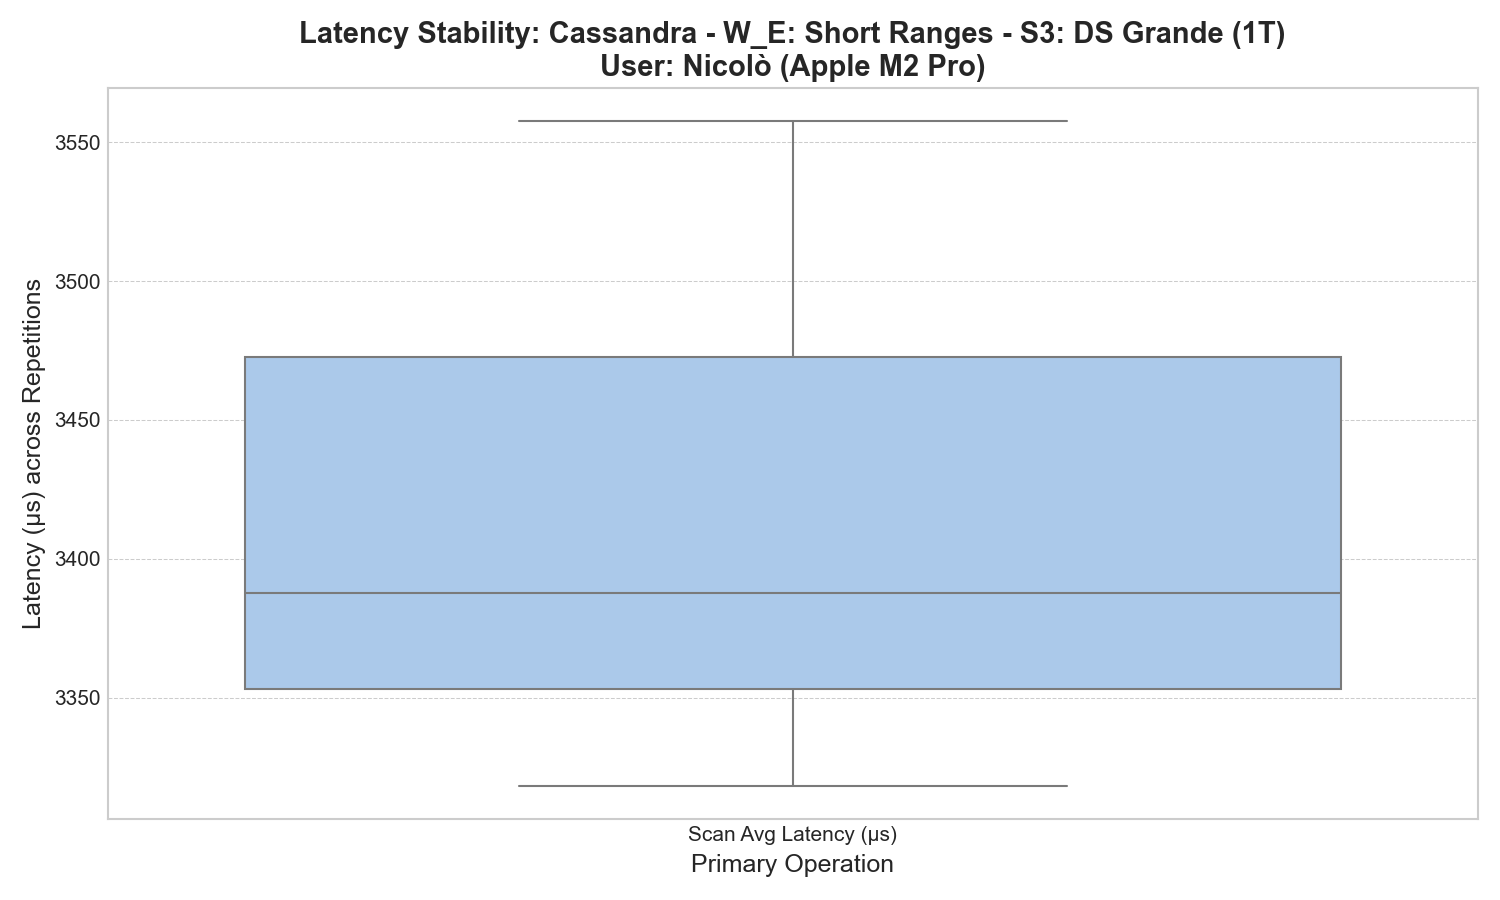 Latency Stability: Cassandra - W_E: Short Ranges - S3: DS Grande (1T)
User: Nicolò (Apple M2 Pro)
Latency (μs) across Repetitions
3550
3500
3450
3400
3350
Scan Avg Latency (μs)
Primary Operation